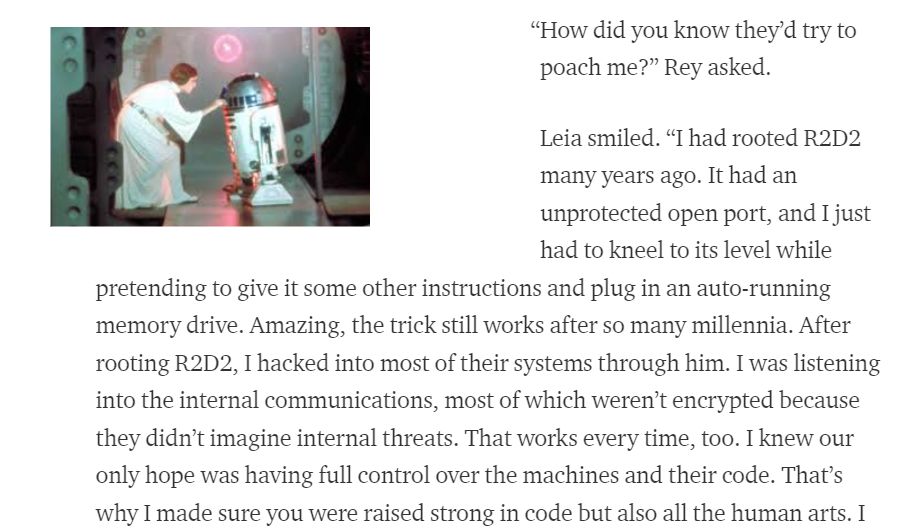 “How did you know they’d try to
poach me?” Rey asked.
Leia smiled. “I had rooted R2D2
many years ago. It had an
unprotected open port, and I just
had to kneel to its level while
pretending to give it some other instructions and plug in an auto-running
memory drive. Amazing, the trick still works after so many millennia. After
rooting R2D2, I hacked into most of their systems through him. I was listening
into the internal communications, most of which weren’t encrypted because
they didn’t imagine internal threats. That works every time, too. I knew our
only hope was having full control over the machines and their code. That’s
why I made sure you were raised strong in code but also all the human arts. I